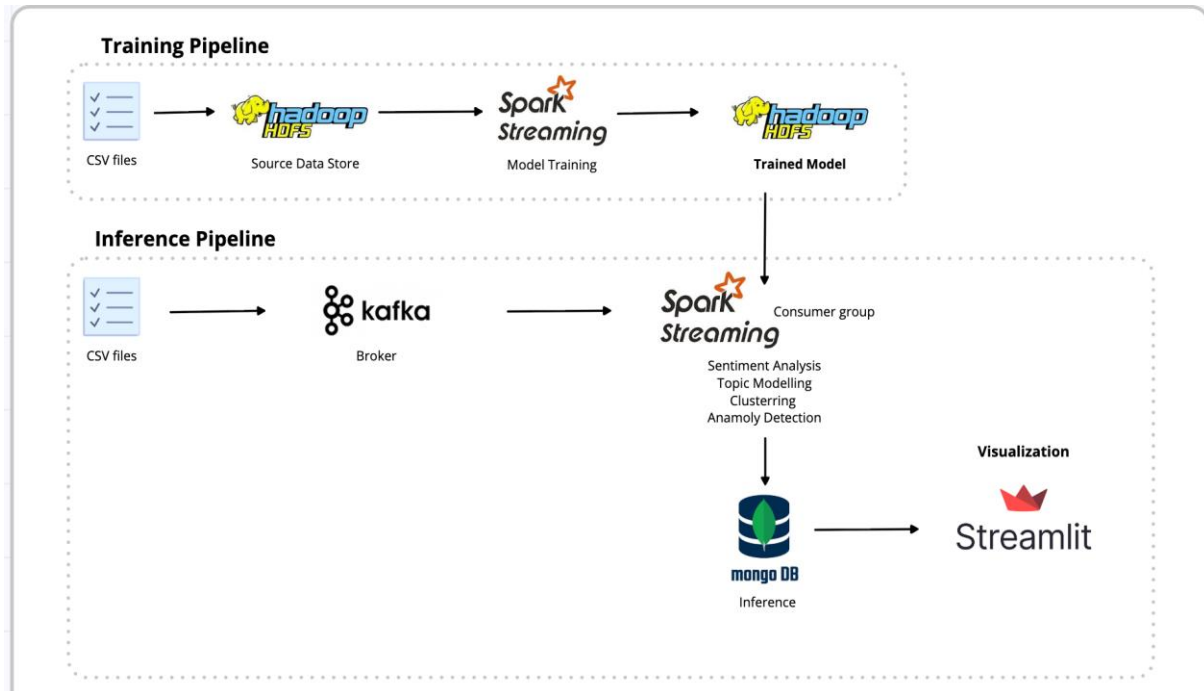 Training Pipeline
CSV files
hadoop
HDFS
Source Data Store
Spark
Streaming
Model Training
hadoop
HDFS
Trained Model
Inference Pipeline
CSV files
kafka
Broker
Spark
Streaming
Consumer group
Sentiment Analysis
Topic Modelling
Clusterring
Anamoly Detection
mongo DB
Inference
Visualization
Streamlit